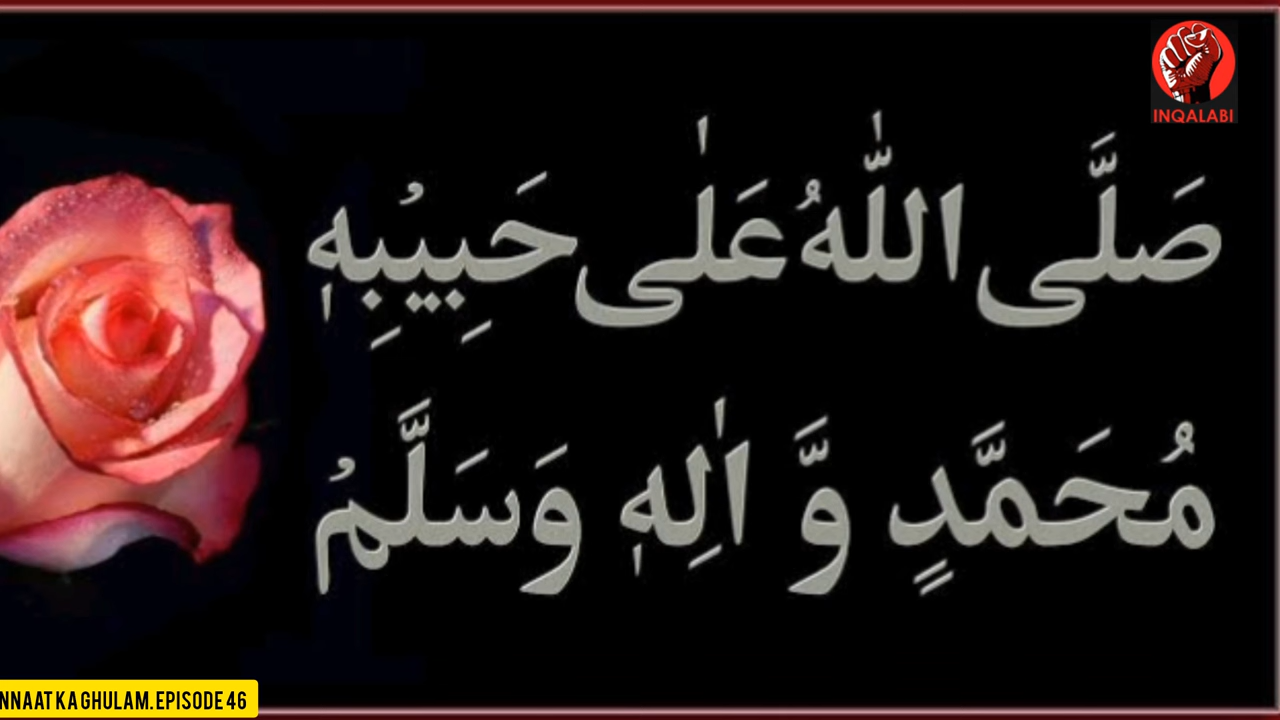 INQALABI
صَلَّى اللّٰهُ عَلٰى حَبِيْبِهٖ
مُحَمَّدٍ وَّ اٰلِهٖ وَسَلَّمُ
NNAAT KA GHULAM. EPISODE 46